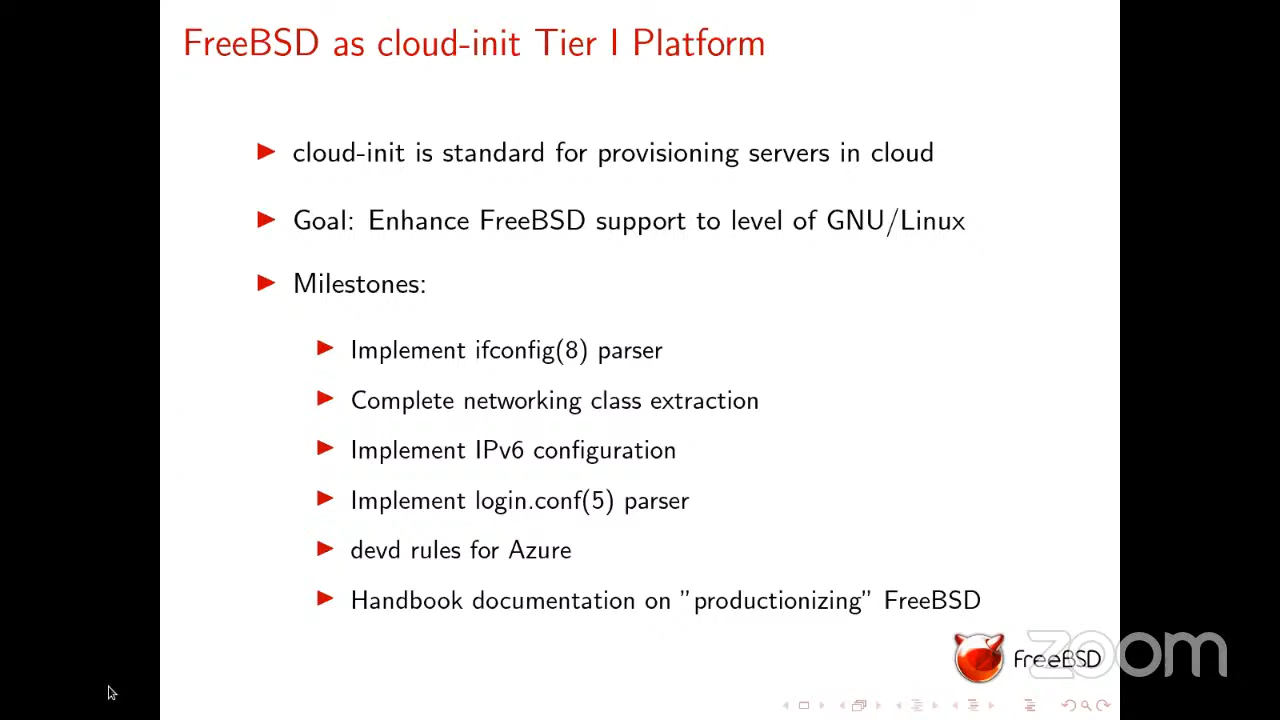 FreeBSD as cloud-init Tier I Platform
cloud-init is standard for provisioning servers in cloud
Goal: Enhance FreeBSD support to level of GNU/Linux
Milestones:
Implement ifconfig(8) parser
Complete networking class extraction
Implement IPv6 configuration
Implement login.conf(5) parser
devd rules for Azure
Handbook documentation on ”productionizing” FreeBSD
FreeBSD
zoom